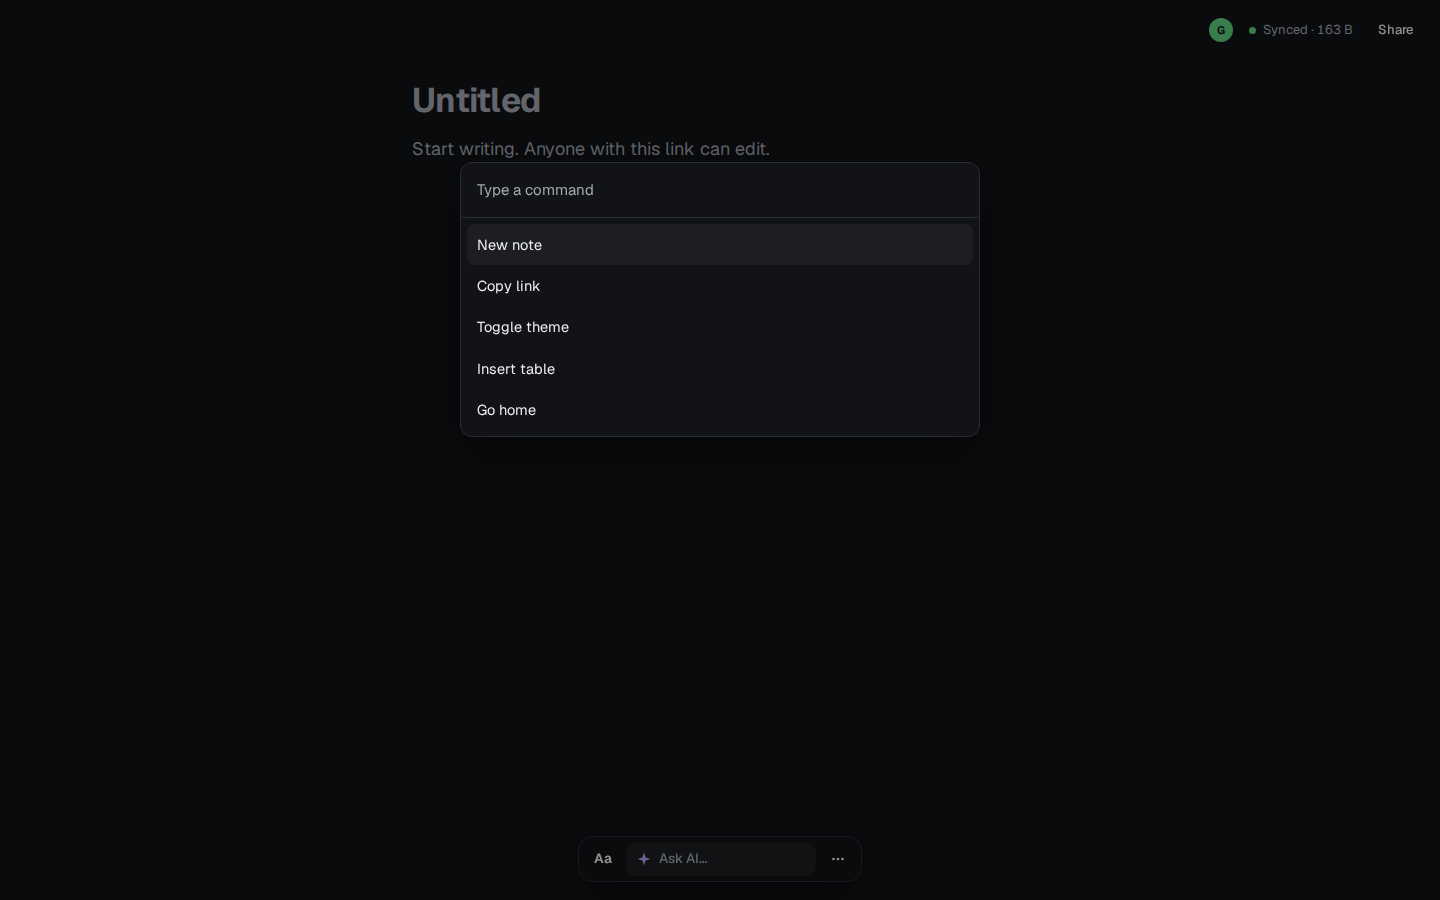 G
Synced · 163 B
Share
Untitled
Start writing. Anyone with this link can edit.
Type a command
New note
Copy link
Toggle theme
Insert table
Go home
Aa
Ask AI...